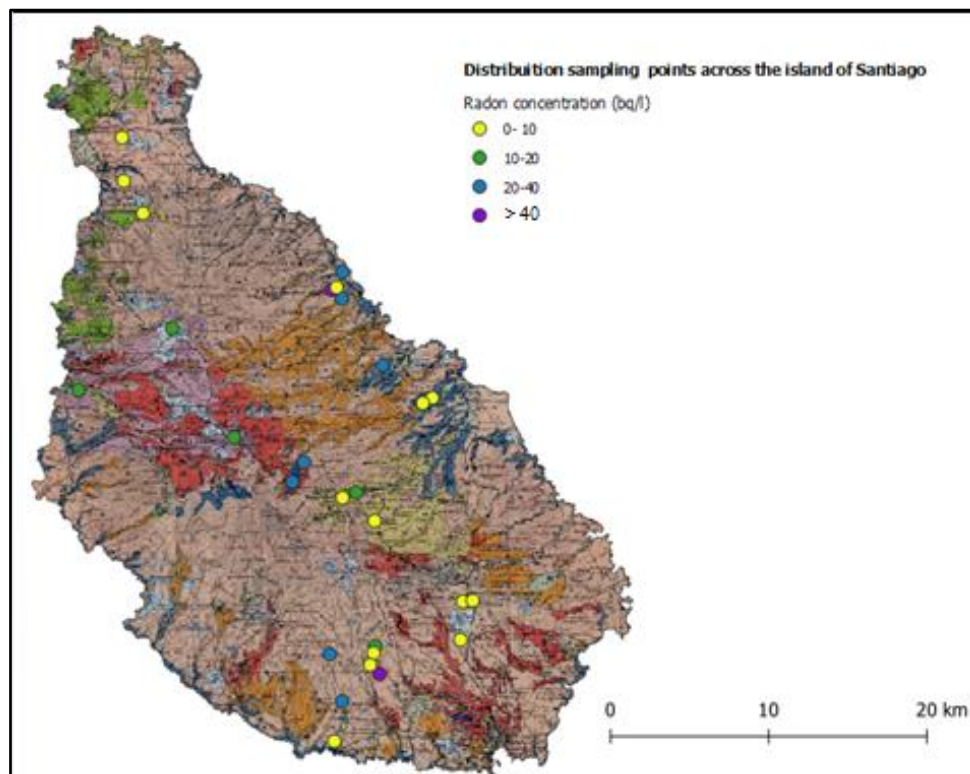 Distribuition sampling points across the island of Santiago
Radon concentration (bq/l)
0-10
10-20
20-40
> 40
0 10 20 km